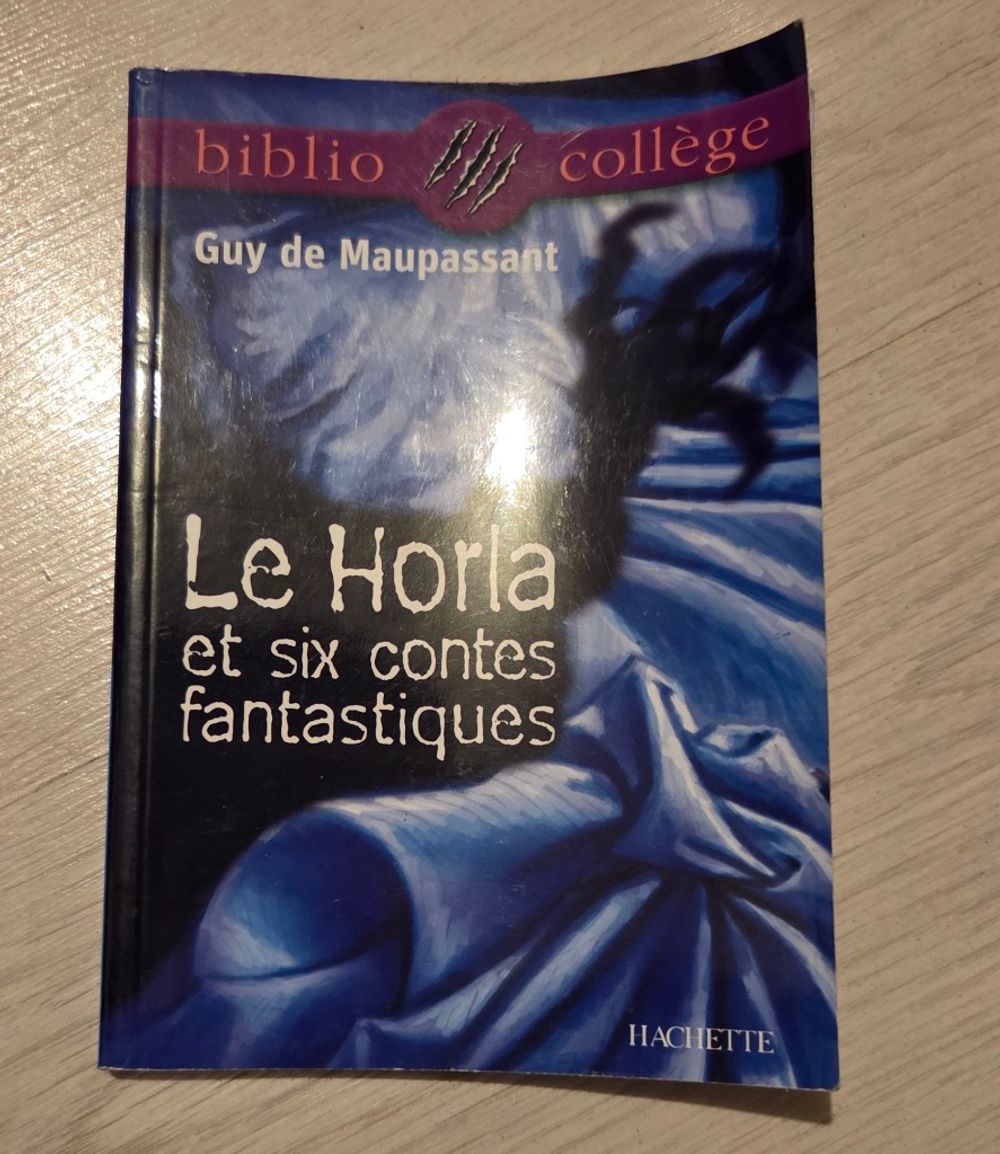 biblio collège
Guy de Maupassant
Le Horla
et six contes
fantastiques
HACHETTE